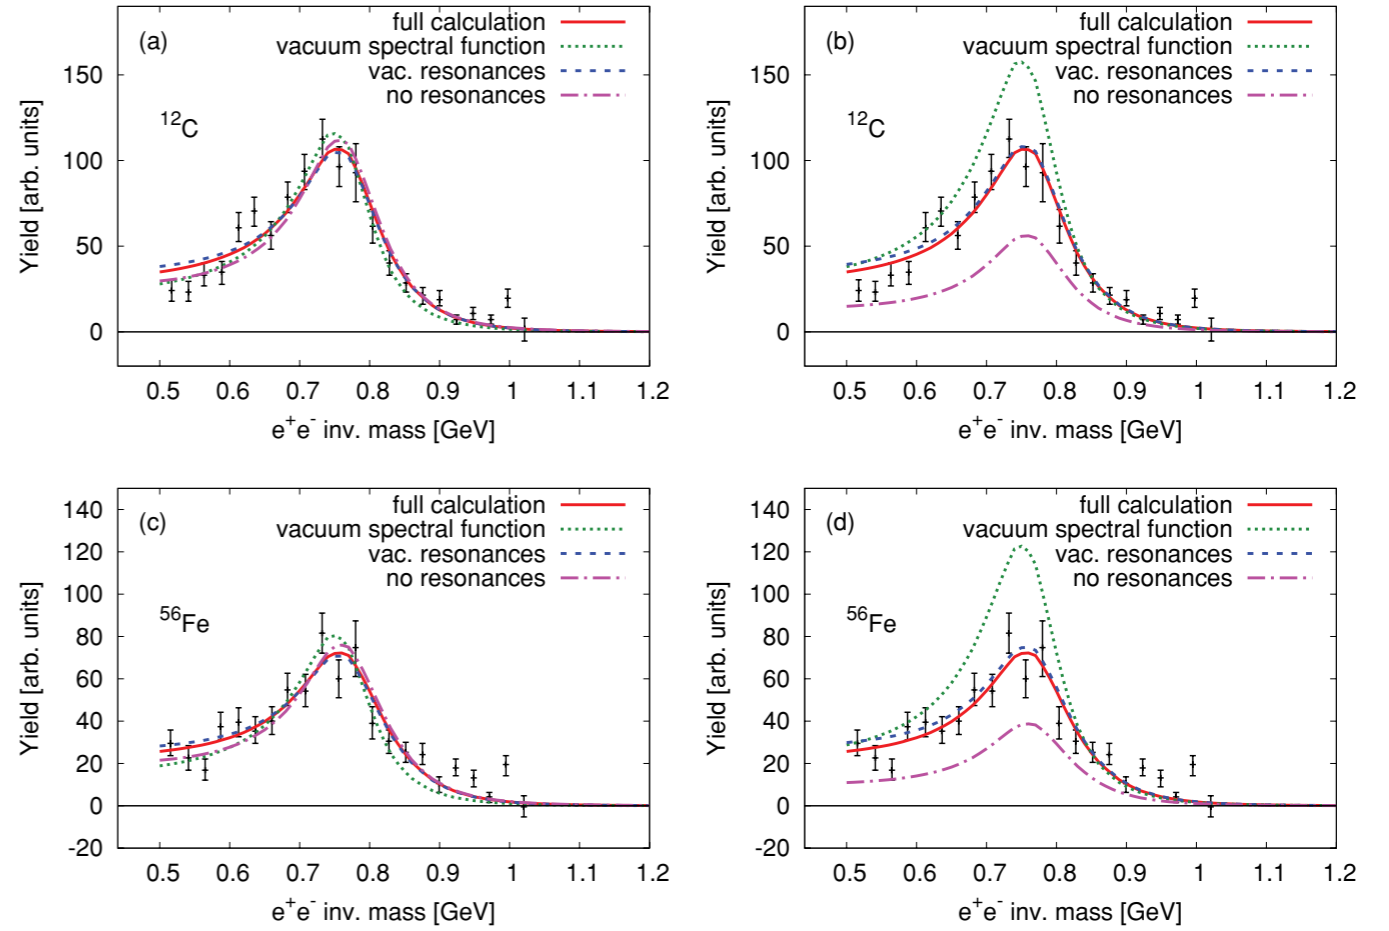 (a)
full calculation
vacuum spectral function
vac. resonances
no resonances
¹²C
Yield [arb. units]
150
100
50
0
0.5 0.6 0.7 0.8 0.9 1 1.1 1.2
e⁺e⁻ inv. mass [GeV]
(b)
full calculation
vacuum spectral function
vac. resonances
no resonances
¹²C
Yield [arb. units]
150
100
50
0
0.5 0.6 0.7 0.8 0.9 1 1.1 1.2
e⁺e⁻ inv. mass [GeV]
(c)
full calculation
vacuum spectral function
vac. resonances
no resonances
⁵⁶Fe
Yield [arb. units]
140
120
100
80
60
40
20
0
-20
0.5 0.6 0.7 0.8 0.9 1 1.1 1.2
e⁺e⁻ inv. mass [GeV]
(d)
full calculation
vacuum spectral function
vac. resonances
no resonances
⁵⁶Fe
Yield [arb. units]
140
120
100
80
60
40
20
0
-20
0.5 0.6 0.7 0.8 0.9 1 1.1 1.2
e⁺e⁻ inv. mass [GeV]